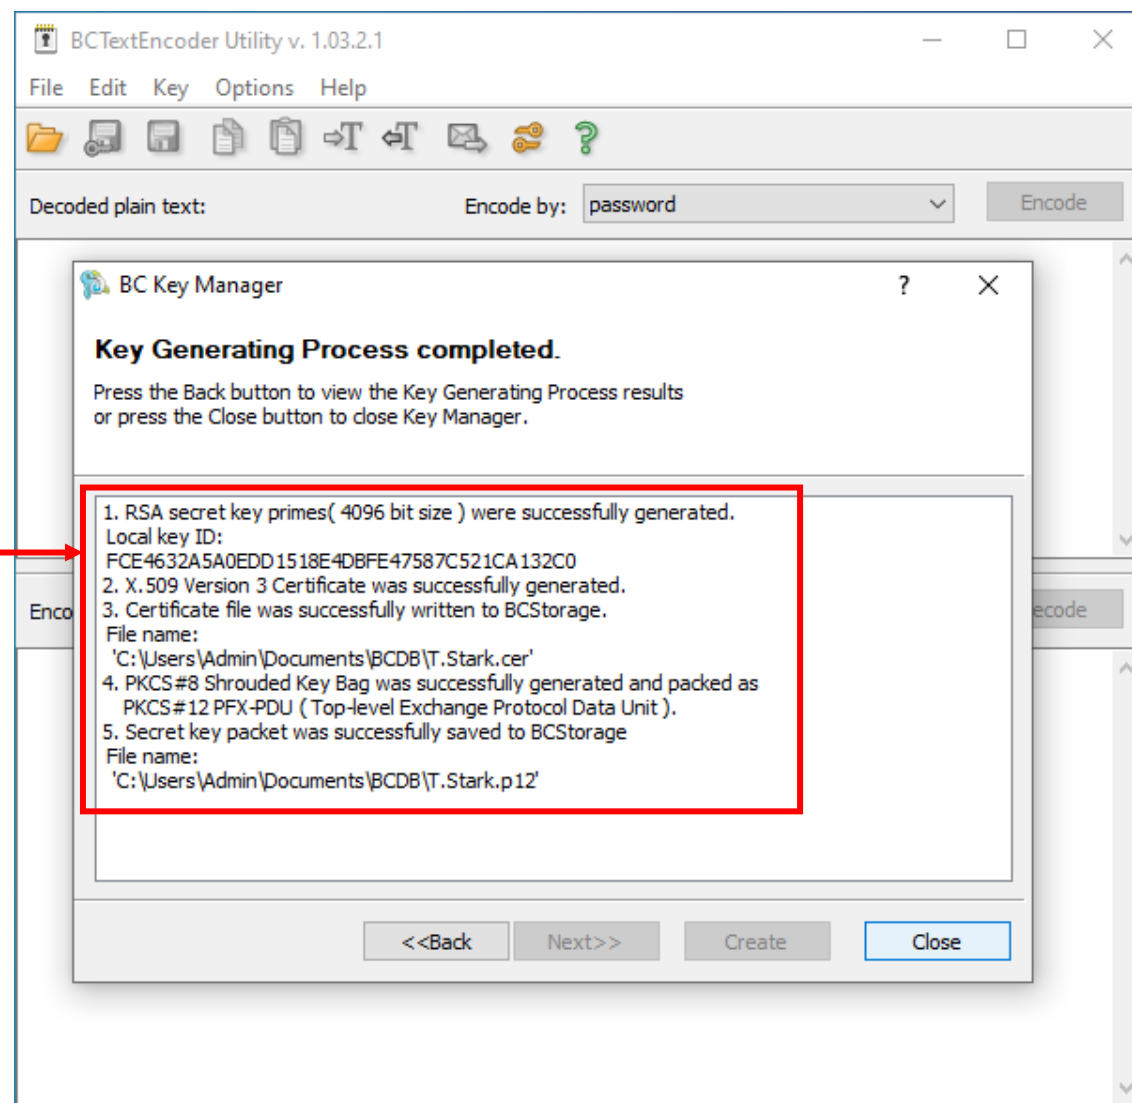 BCTextEncoder Utility v. 1.03.2.1
File Edit Key Options Help
Decoded plain text: Encode by: password Encode
BC Key Manager ?
Key Generating Process completed.
Press the Back button to view the Key Generating Process results
or press the Close button to close Key Manager.
1. RSA secret key primes( 4096 bit size ) were successfully generated.
Local key ID:
FCE4632A5A0EDD1518E4DBFE47587C521CA132C0
2. X.509 Version 3 Certificate was successfully generated.
3. Certificate file was successfully written to BCStorage.
File name:
'C:\Users\Admin\Documents\BCDB\T.Stark.cer'
4. PKCS#8 Shrouded Key Bag was successfully generated and packed as
PKCS#12 PFX-PDU ( Top-level Exchange Protocol Data Unit ).
5. Secret key packet was successfully saved to BCStorage
File name:
'C:\Users\Admin\Documents\BCDB\T.Stark.p12'
Enco ecode
<<Back Next>> Create Close